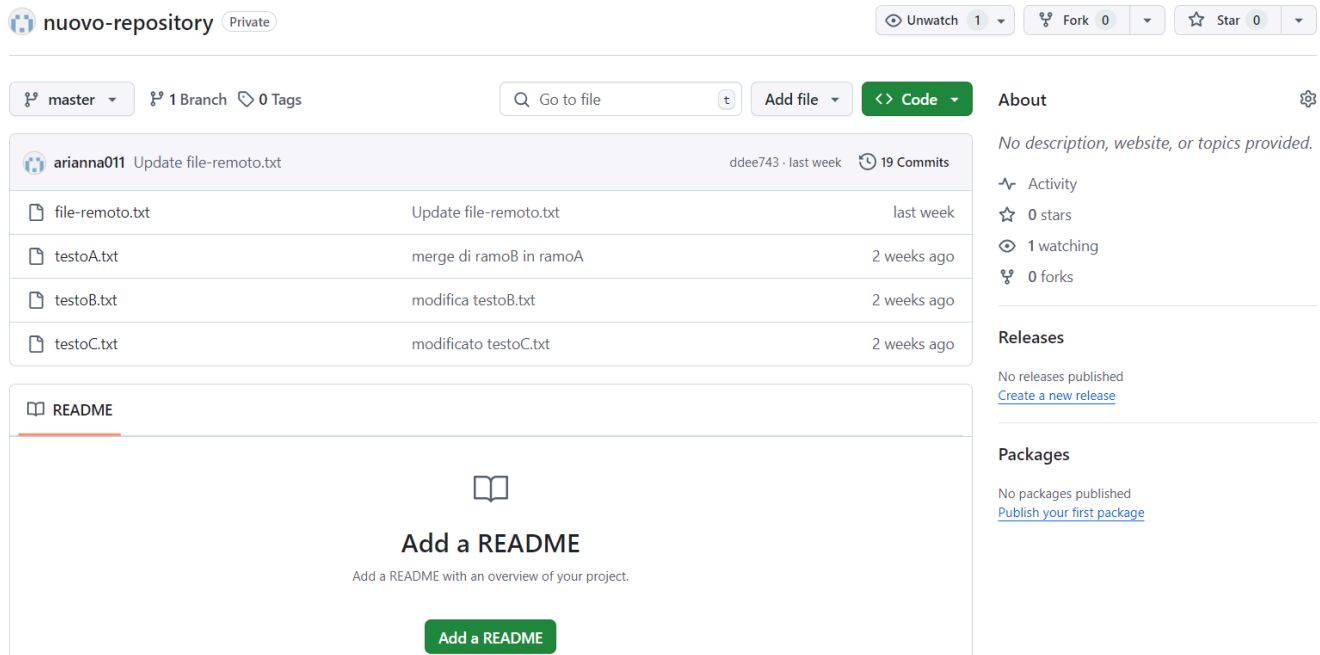 nuovo-repository Private Unwatch 1 Fork 0 Star 0
master 1 Branch 0 Tags Go to file t Add file <> Code
arianna011 Update file-remoto.txt ddee743 · last week 19 Commits
file-remoto.txt Update file-remoto.txt last week
testoA.txt merge di ramoB in ramoA 2 weeks ago
testoB.txt modifica testoB.txt 2 weeks ago
testoC.txt modificato testoC.txt 2 weeks ago
README
Add a README
Add a README with an overview of your project.
Add a README
About
No description, website, or topics provided.
Activity
0 stars
1 watching
0 forks
Releases
No releases published
Create a new release
Packages
No packages published
Publish your first package